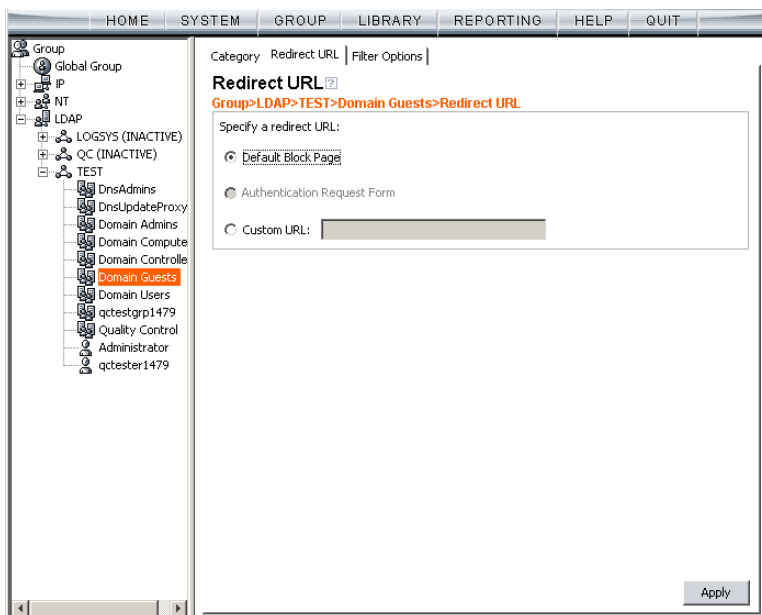 HOME SYSTEM GROUP LIBRARY REPORTING HELP QUIT
Group
Global Group
IP
NT
LDAP
LOGSYS (INACTIVE)
QC (INACTIVE)
TEST
DnsAdmins
DnsUpdateProxy
Domain Admins
Domain Compute
Domain Controlle
Domain Guests
Domain Users
qctestgrp1479
Quality Control
Administrator
qctester1479
Category Redirect URL Filter Options
Redirect URL ?
Group>LDAP>TEST>Domain Guests>Redirect URL
Specify a redirect URL:
Default Block Page
Authentication Request Form
Custom URL:
Apply